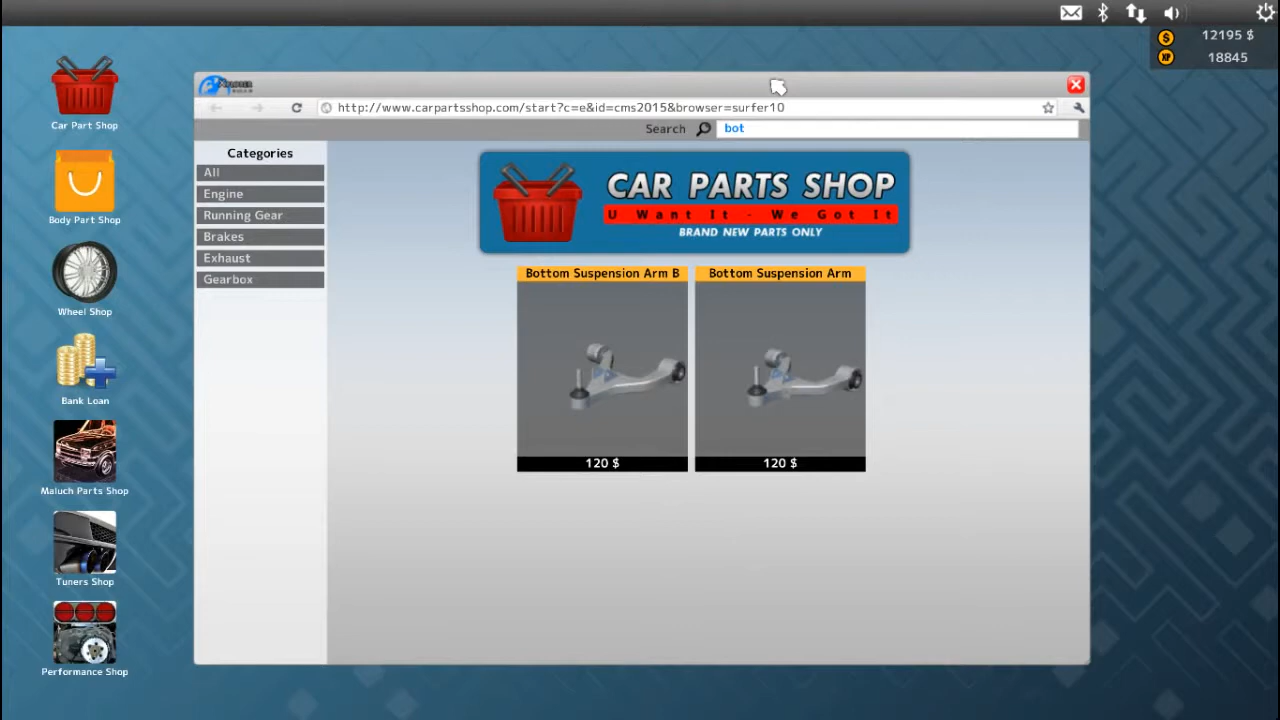 12195 $
18845
Car Part Shop
Body Part Shop
Wheel Shop
Bank Loan
Maluch Parts Shop
Tuners Shop
Performance Shop
http://www.carpartsshop.com/start?c=e&id=cms2015&browser=surfer10
Search bot
Categories
All
Engine
Running Gear
Brakes
Exhaust
Gearbox
CAR PARTS SHOP
U Want It - We Got It
BRAND NEW PARTS ONLY
Bottom Suspension Arm B
120 $
Bottom Suspension Arm
120 $